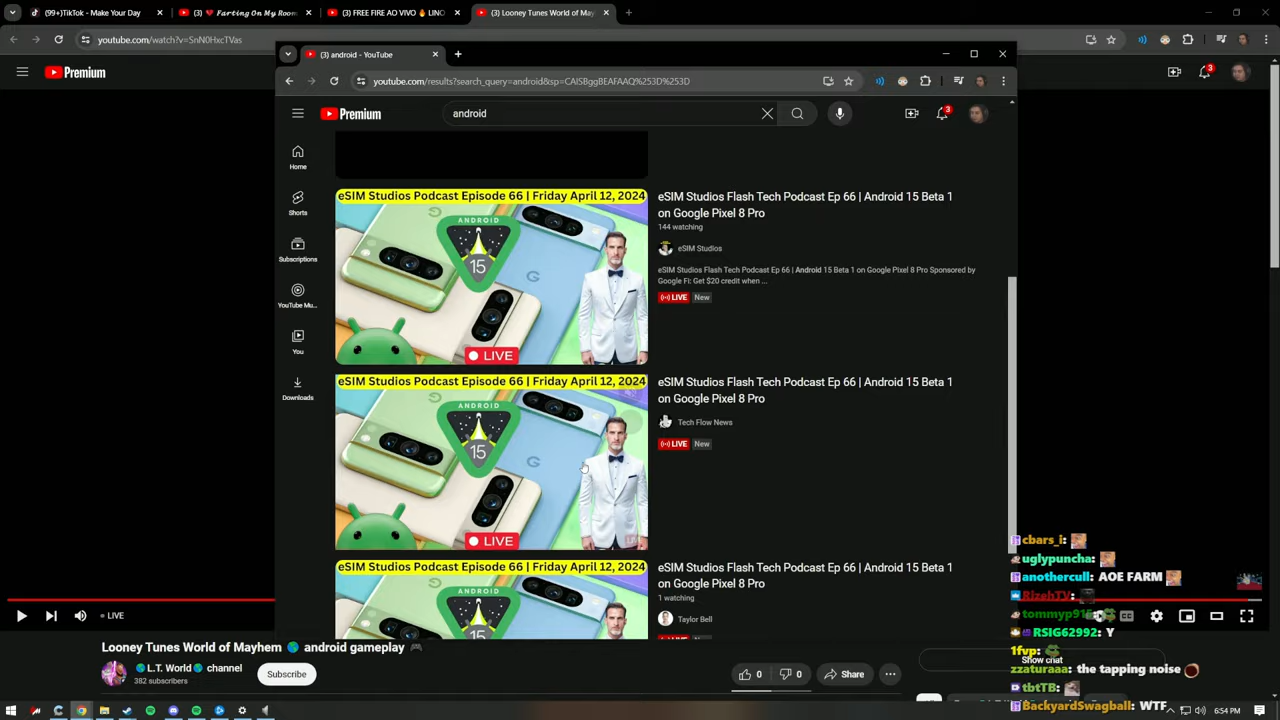 (99+)TikTok - Make Your Day
(3) 💔 𝙁𝙖𝙧𝙩𝙞𝙣𝙜 𝙊𝙣 𝙈𝙮 𝙍𝙤𝙤𝙢
(3) FREE FIRE AO VIVO 🔥 LINO
(3) Looney Tunes World of May
youtube.com/watch?v=SnN0HxcTVas
Premium
3
(3) android - YouTube
youtube.com/results?search_query=android&sp=CAISBggBEAFAAQ%253D%253D
Premium
android
3
Home
Shorts
Subscriptions
YouTube Mu...
You
Downloads
eSIM Studios Podcast Episode 66 | Friday April 12, 2024
ANDROID
15
G
LIVE
eSIM Studios Flash Tech Podcast Ep 66 | Android 15 Beta 1
on Google Pixel 8 Pro
144 watching
eSIM Studios
eSIM Studios Flash Tech Podcast Ep 66 | Android 15 Beta 1 on Google Pixel 8 Pro Sponsored by
Google Fi: Get $20 credit when ...
LIVE New
eSIM Studios Podcast Episode 66 | Friday April 12, 2024
ANDROID
15
G
LIVE
eSIM Studios Flash Tech Podcast Ep 66 | Android 15 Beta 1
on Google Pixel 8 Pro
Tech Flow News
LIVE New
eSIM Studios Podcast Episode 66 | Friday April 12, 2024
ANDROID
15
eSIM Studios Flash Tech Podcast Ep 66 | Android 15 Beta 1
on Google Pixel 8 Pro
1 watching
Taylor Bell
LIVE
Looney Tunes World of Mayhem 🌎 android gameplay 🎮
L.T. World 🌎 channel
382 subscribers
Subscribe
0
0
Share
Show chat
cbars_i:
uglypuncha:
anothercull: AOE FARM
RizehTV:
tommyp915:
RSIG62992: Y
1fvp:
zzaturaaa: the tapping noise
tbtTB:
BackyardSwagball: WTF
6:54 PM